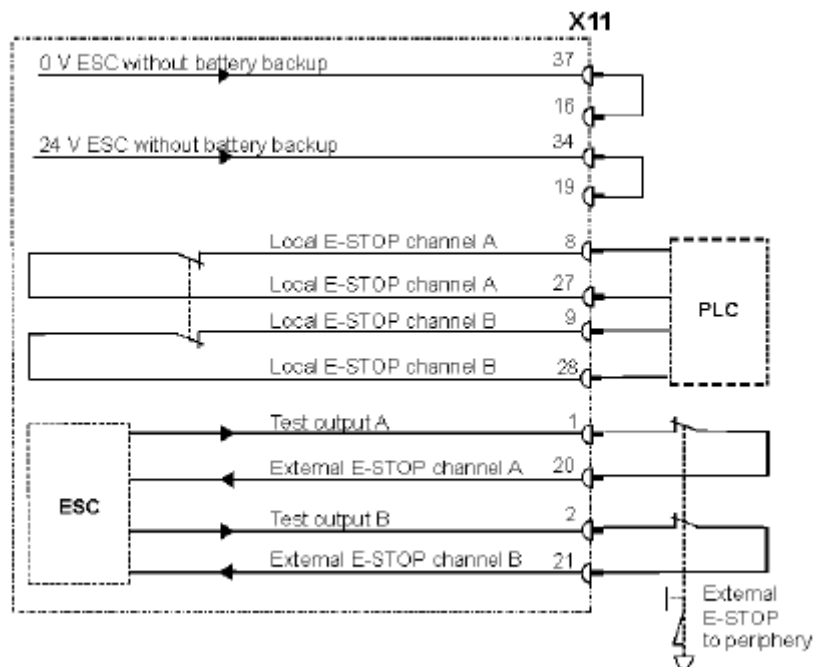 X11
0 V ESC without battery backup 37
16
24 V ESC without battery backup 34
19
Local E-STOP channel A 8
Local E-STOP channel A 27
Local E-STOP channel B 9
Local E-STOP channel B 28
PLC
Test output A 1
External E-STOP channel A 20
ESC
Test output B 2
External E-STOP channel B 21
External
E-STOP
to periphery